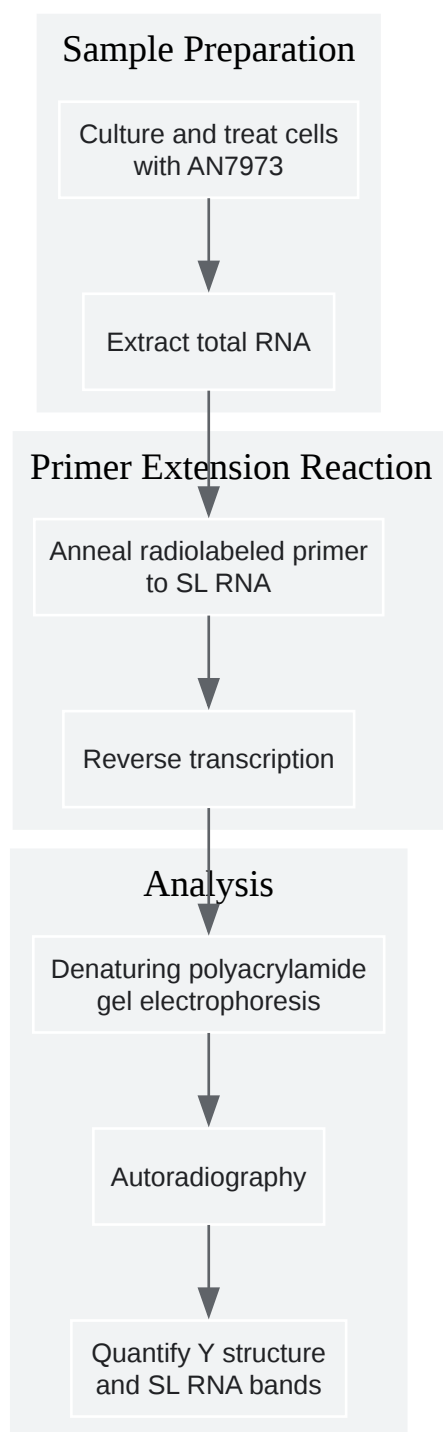 Sample Preparation
Culture and treat cells
with AN7973
Extract total RNA
Primer Extension Reaction
Anneal radiolabeled primer
to SL RNA
Reverse transcription
Analysis
Denaturing polyacrylamide
gel electrophoresis
Autoradiography
Quantify Y structure
and SL RNA bands